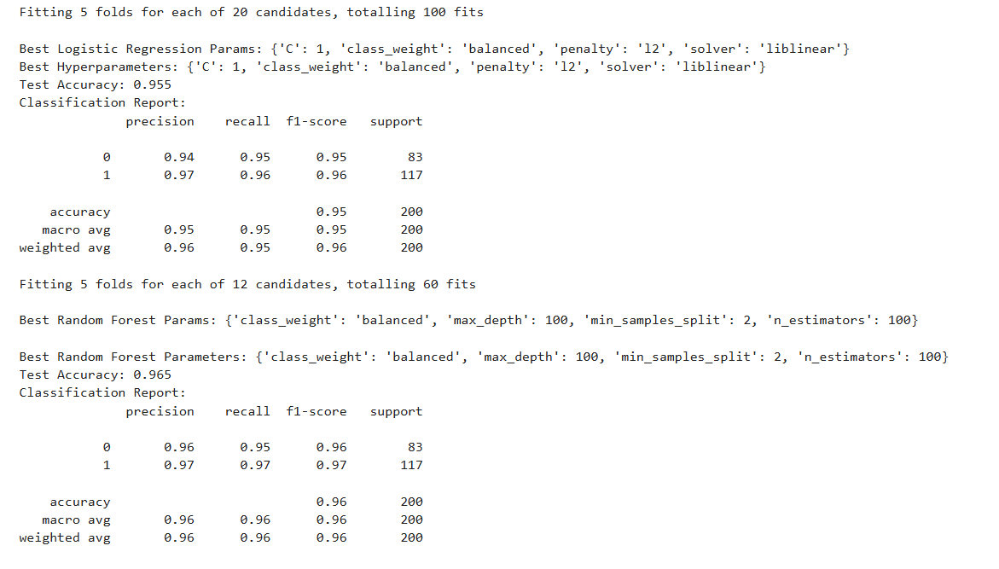 Fitting 5 folds for each of 20 candidates, totalling 100 fits
Best Logistic Regression Params: {'C': 1, 'class_weight': 'balanced', 'penalty': 'l2', 'solver': 'liblinear'}
Best Hyperparameters: {'C': 1, 'class_weight': 'balanced', 'penalty': 'l2', 'solver': 'liblinear'}
Test Accuracy: 0.955
Classification Report:
precision recall f1-score support
0 0.94 0.95 0.95 83
1 0.97 0.96 0.96 117
accuracy 0.95 200
macro avg 0.95 0.95 0.95 200
weighted avg 0.96 0.95 0.96 200
Fitting 5 folds for each of 12 candidates, totalling 60 fits
Best Random Forest Params: {'class_weight': 'balanced', 'max_depth': 100, 'min_samples_split': 2, 'n_estimators': 100}
Best Random Forest Parameters: {'class_weight': 'balanced', 'max_depth': 100, 'min_samples_split': 2, 'n_estimators': 100}
Test Accuracy: 0.965
Classification Report:
precision recall f1-score support
0 0.96 0.95 0.96 83
1 0.97 0.97 0.97 117
accuracy 0.96 200
macro avg 0.96 0.96 0.96 200
weighted avg 0.96 0.96 0.96 200